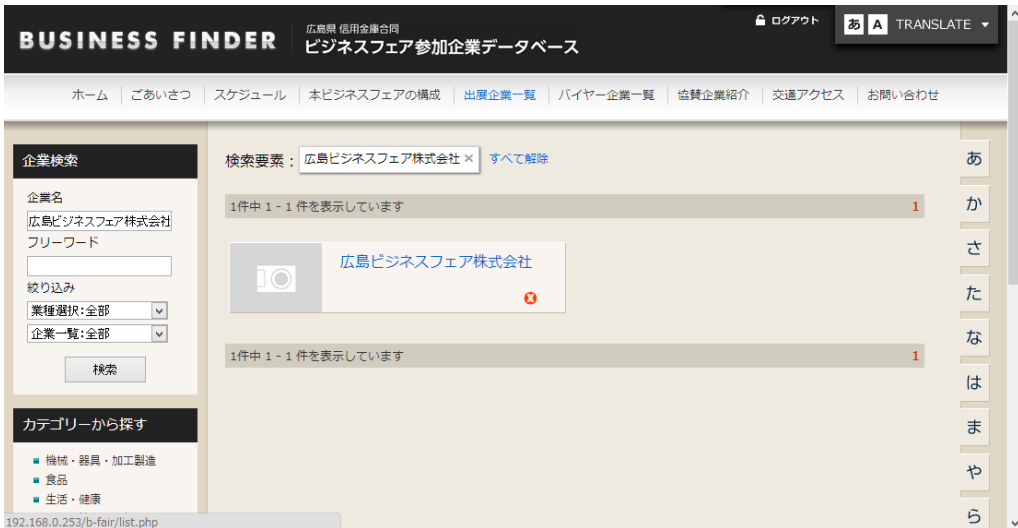 BUSINESS FINDER
広島県 信用金庫合同
ビジネスフェア参加企業データベース
ログアウト
あ A TRANSLATE
ホーム ごあいさつ スケジュール 本ビジネスフェアの構成 出展企業一覧 バイヤー企業一覧 協賛企業紹介 交通アクセス お問い合わせ
企業検索
企業名
広島ビジネスフェア株式会社
フリーワード
絞り込み
業種選択:全部
企業一覧:全部
検索
カテゴリーから探す
機械・器具・加工製造
食品
生活・健康
検索要素: 広島ビジネスフェア株式会社 × すべて解除
1件中 1 - 1 件を表示しています 1
広島ビジネスフェア株式会社
1件中 1 - 1 件を表示しています 1
あ
か
さ
た
な
は
ま
や
ら
192.168.0.253/b-fair/list.php